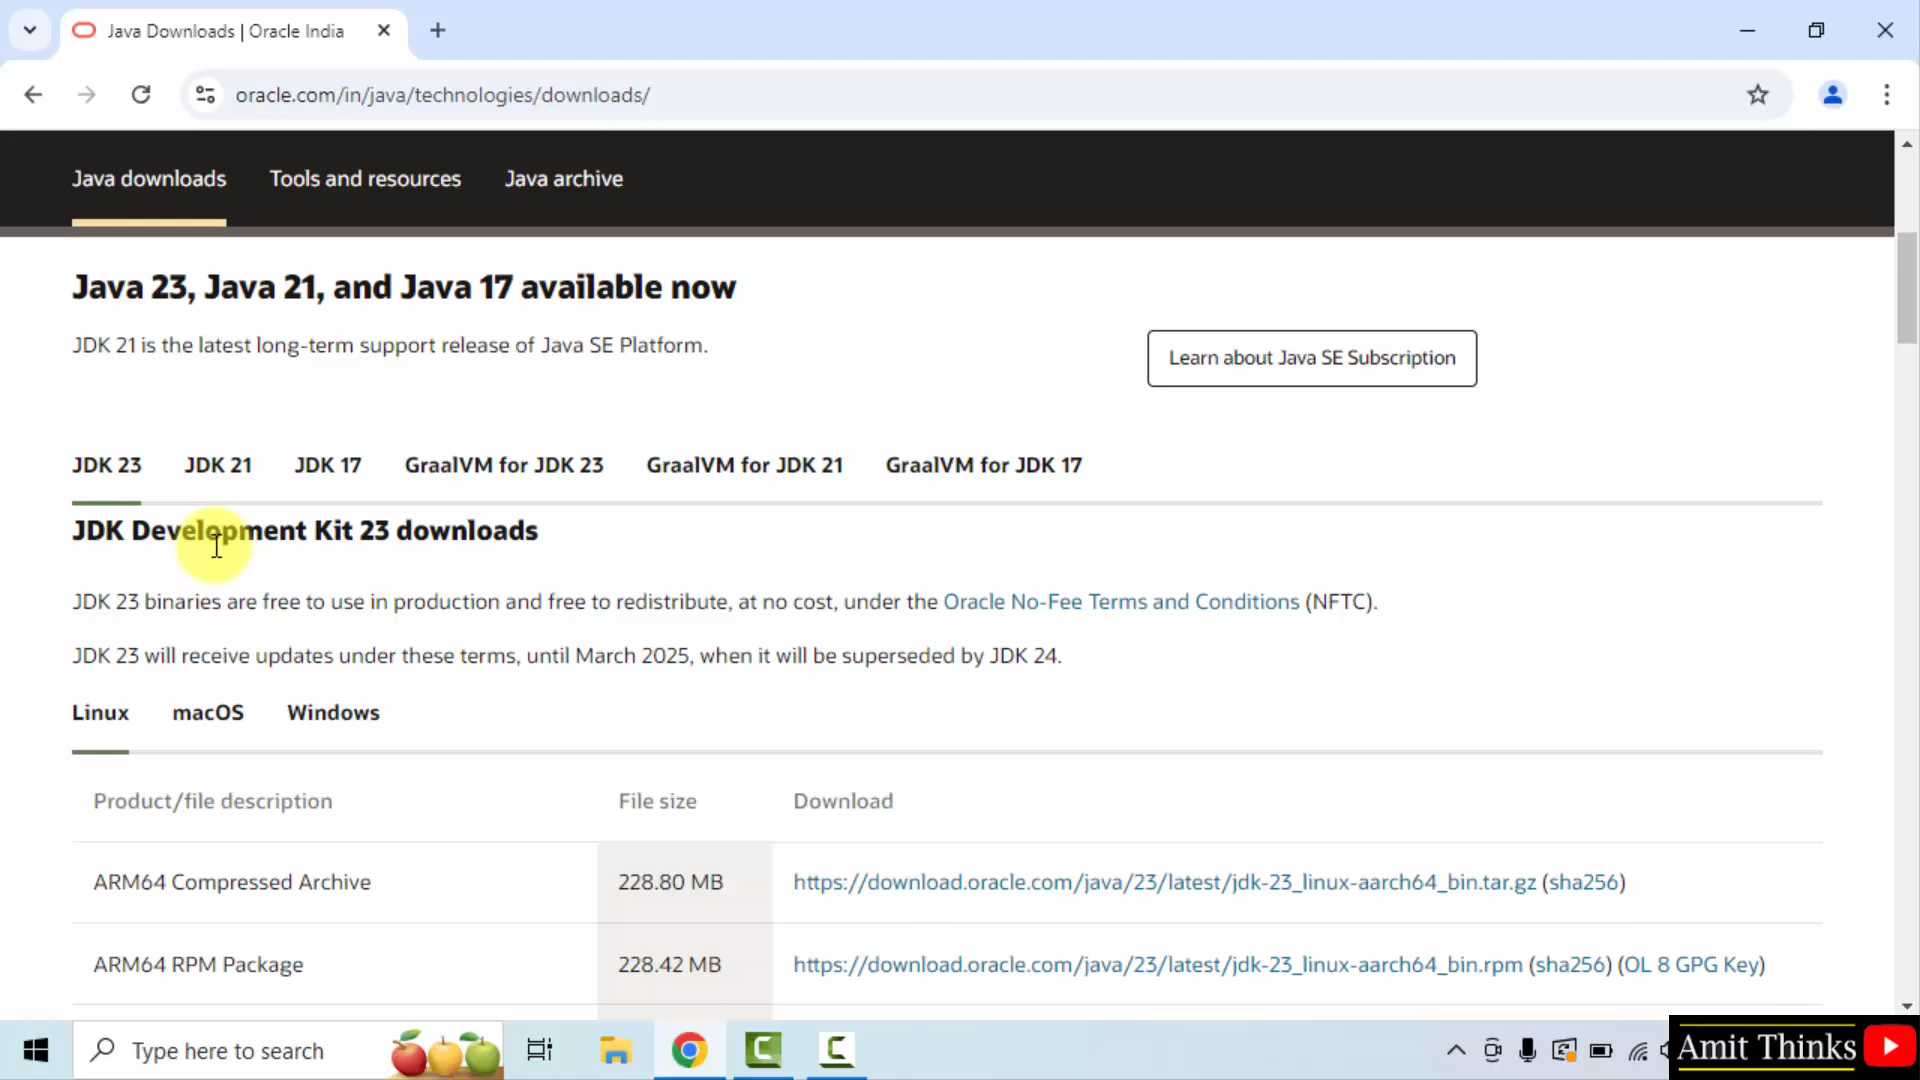 Java Downloads | Oracle India
oracle.com/in/java/technologies/downloads/
Java downloads Tools and resources Java archive
Java 23, Java 21, and Java 17 available now
JDK 21 is the latest long-term support release of Java SE Platform.
Learn about Java SE Subscription
JDK 23 JDK 21 JDK 17 GraalVM for JDK 23 GraalVM for JDK 21 GraalVM for JDK 17
JDK Development Kit 23 downloads
JDK 23 binaries are free to use in production and free to redistribute, at no cost, under the Oracle No-Fee Terms and Conditions (NFTC).
JDK 23 will receive updates under these terms, until March 2025, when it will be superseded by JDK 24.
Linux macOS Windows
Product/file description File size Download
ARM64 Compressed Archive 228.80 MB https://download.oracle.com/java/23/latest/jdk-23_linux-aarch64_bin.tar.gz (sha256)
ARM64 RPM Package 228.42 MB https://download.oracle.com/java/23/latest/jdk-23_linux-aarch64_bin.rpm (sha256) (OL 8 GPG Key)
Type here to search
Amit Thinks